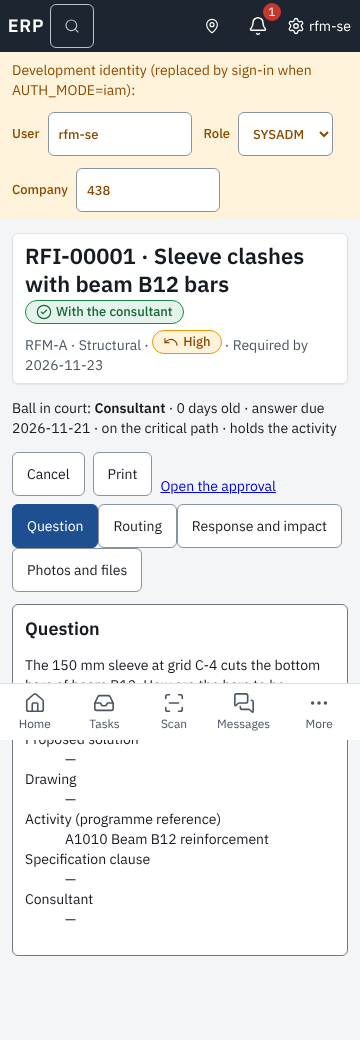 ERP
1
rfm-se
Development identity (replaced by sign-in when
AUTH_MODE=iam):
User rfm-se Role SYSADM
Company 438
RFI-00001 · Sleeve clashes
with beam B12 bars
With the consultant
RFM-A · Structural · High · Required by
2026-11-23
Ball in court: Consultant · 0 days old · answer due
2026-11-21 · on the critical path · holds the activity
Cancel Print Open the approval
Question Routing Response and impact
Photos and files
Question
The 150 mm sleeve at grid C-4 cuts the bottom
Home Tasks Scan Messages More
Proposed solution
—
Drawing
—
Activity (programme reference)
A1010 Beam B12 reinforcement
Specification clause
—
Consultant
—